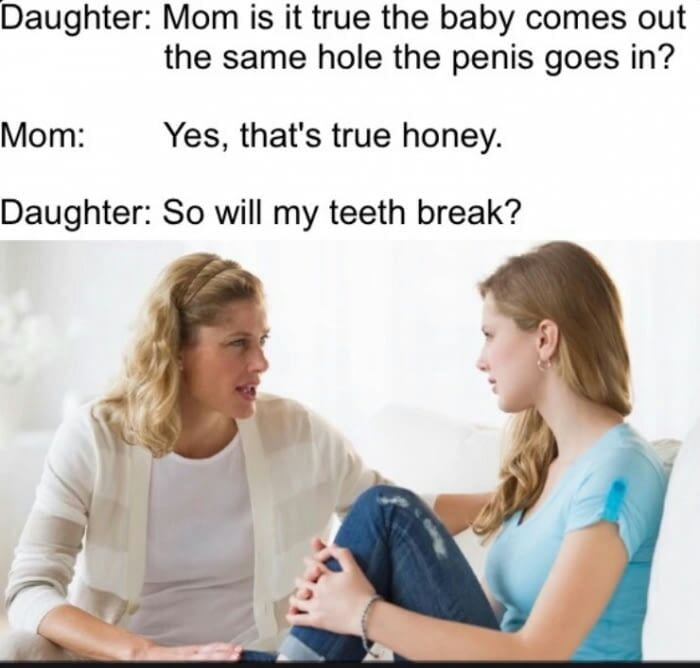 Daughter: Mom is it true the baby comes out
the same hole the penis goes in?
Mom: Yes, that's true honey.
Daughter: So will my teeth break?